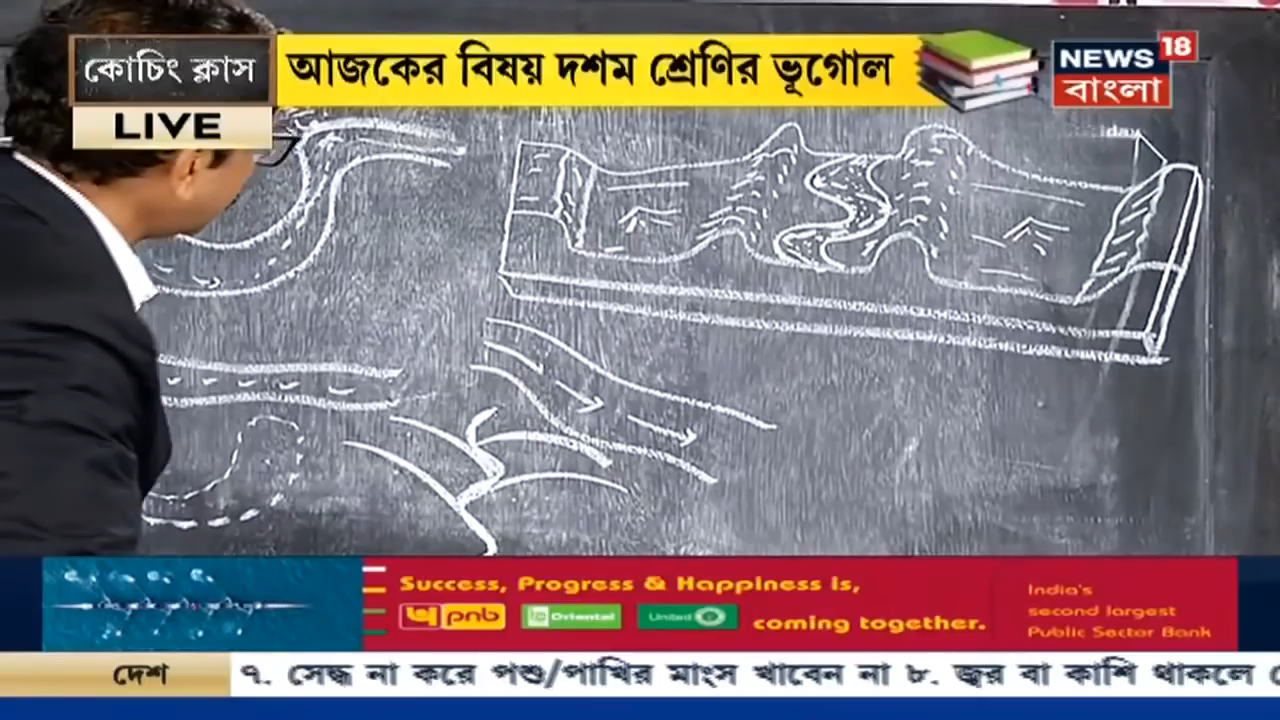 কোচিং ক্লাস
আজকের বিষয় দশম শ্রেণির ভূগোল
NEWS 18
বাংলা
LIVE
Success, Progress & Happiness is,
pnb Oriental United coming together.
India's
second largest
Public Sector Bank
দেশ
৭. সেদ্ধ না করে পশু/পাখির মাংস খাবেন না ৮. জ্বর বা কাশি থাকলে